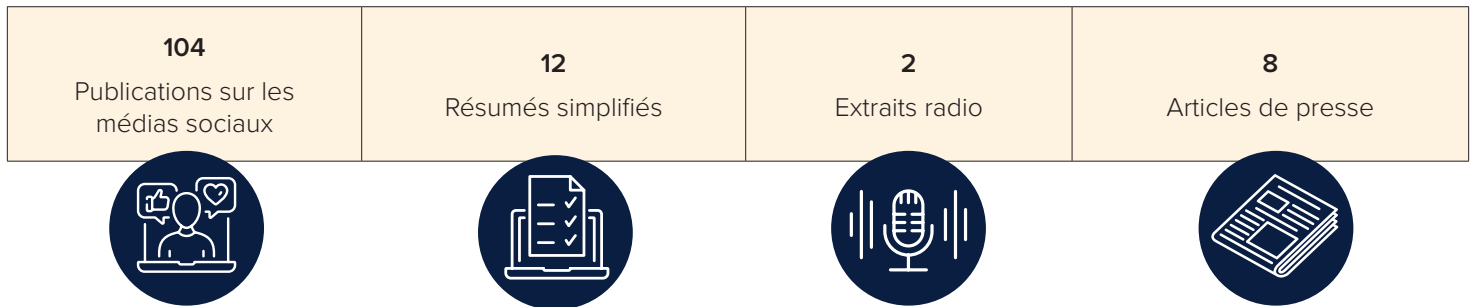 104
Publications sur les
médias sociaux
12
Résumés simplifiés
2
Extraits radio
8
Articles de presse